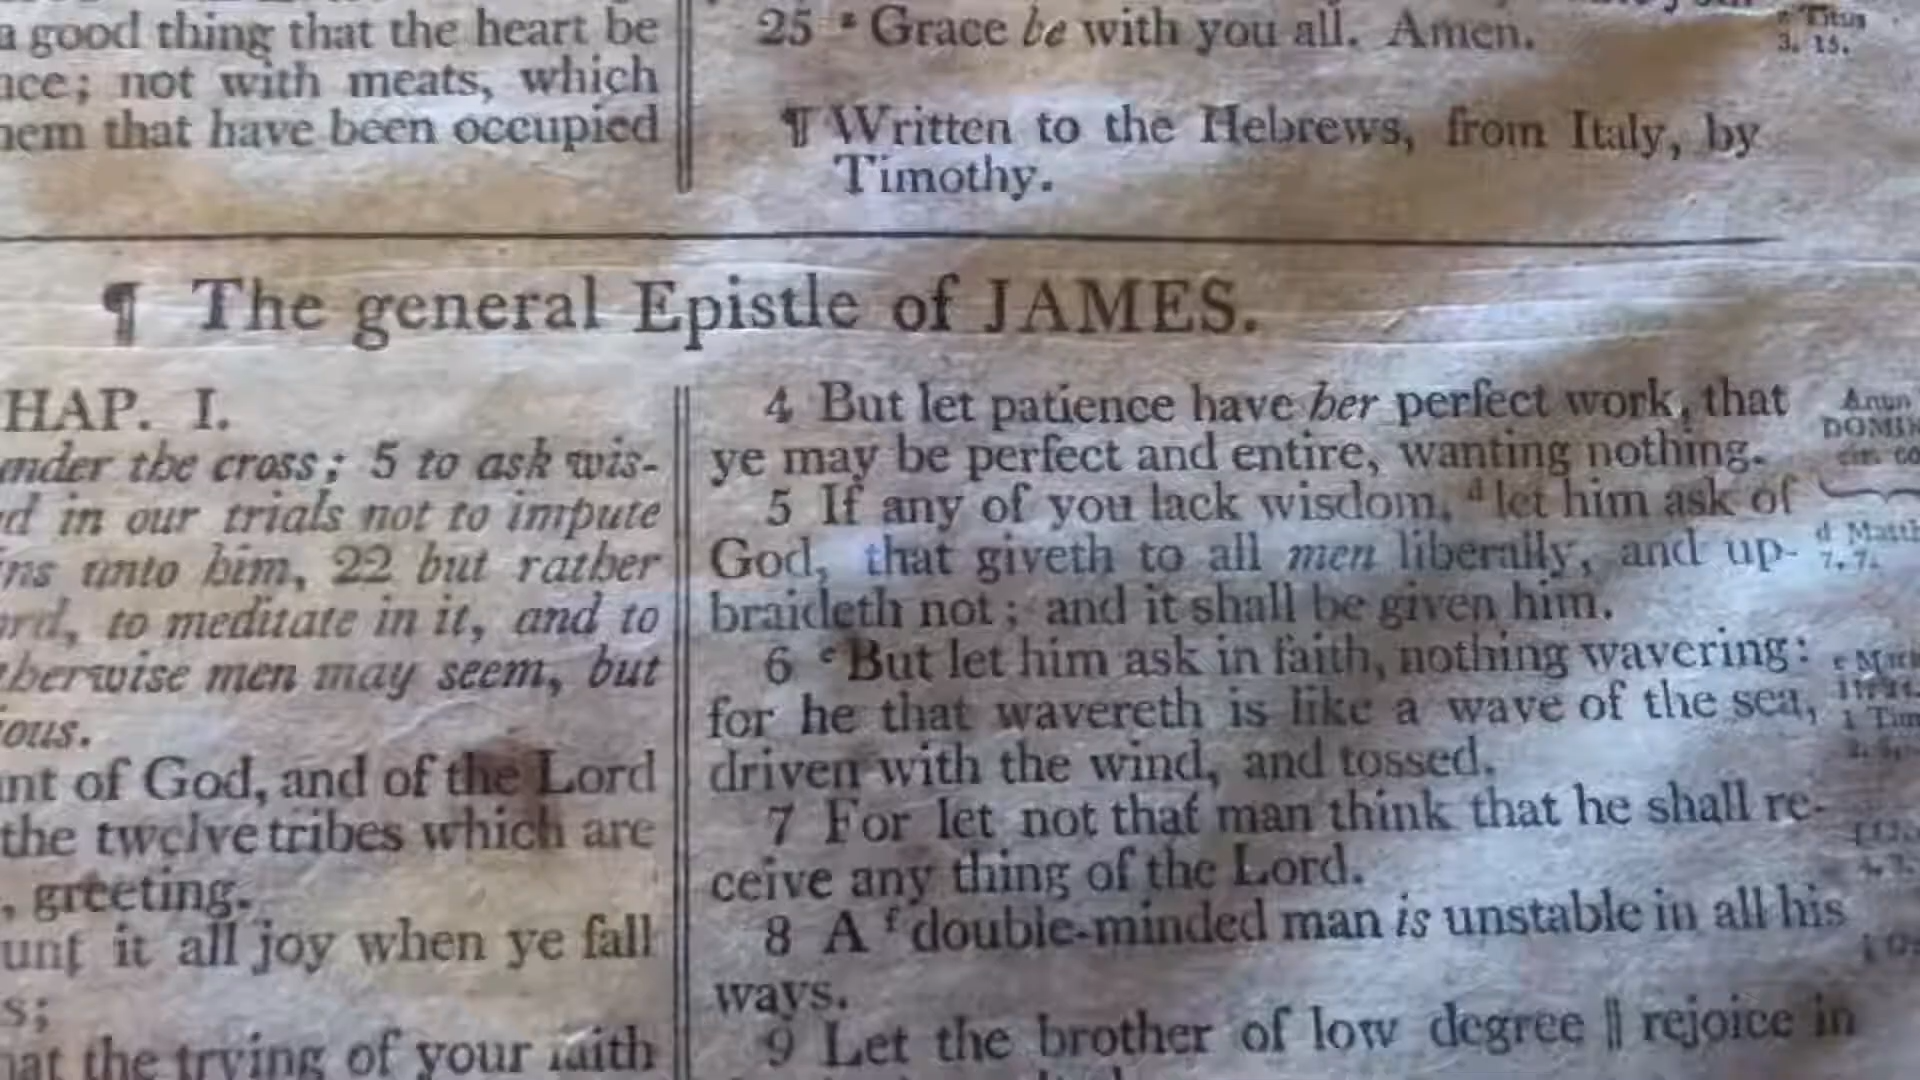 a good thing that the heart be
not with meats, which
that have been occupied
25 Grace be with you all. Amen.
Titus
3. 15.
¶ Written to the Hebrews, from Italy, by
Timothy.
¶ The general Epistle of JAMES.
HAP. I.
nder the cross; 5 to ask wis-
d in our trials not to impute
ns unto him, 22 but rather
ord, to meditate in it, and to
therwise men may seem, but
ious.
nt of God, and of the Lord
the twelve tribes which are
, greeting.
unt it all joy when ye fall
s;
hat the trying of your faith
4 But let patience have her perfect work, that
ye may be perfect and entire, wanting nothing.
5 If any of you lack wisdom, d let him ask of
God, that giveth to all men liberally, and up-
braideth not; and it shall be given him.
6 e But let him ask in faith, nothing wavering:
for he that wavereth is like a wave of the sea,
driven with the wind, and tossed.
7 For let not that man think that he shall re-
ceive any thing of the Lord.
8 A f double-minded man is unstable in all his
ways.
9 Let the brother of low degree || rejoice in
d Matth
7. 7.